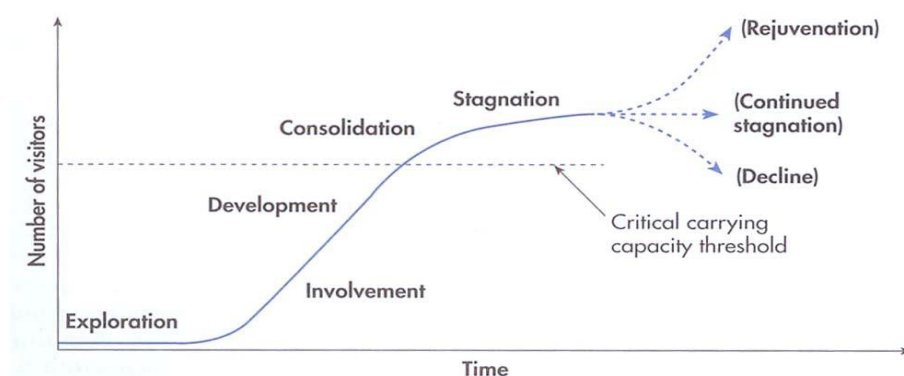 (Rejuvenation)
Stagnation
(Continued
stagnation)
Consolidation
(Decline)
Development
Critical carrying
capacity threshold
Involvement
Exploration
Number of visitors
Time